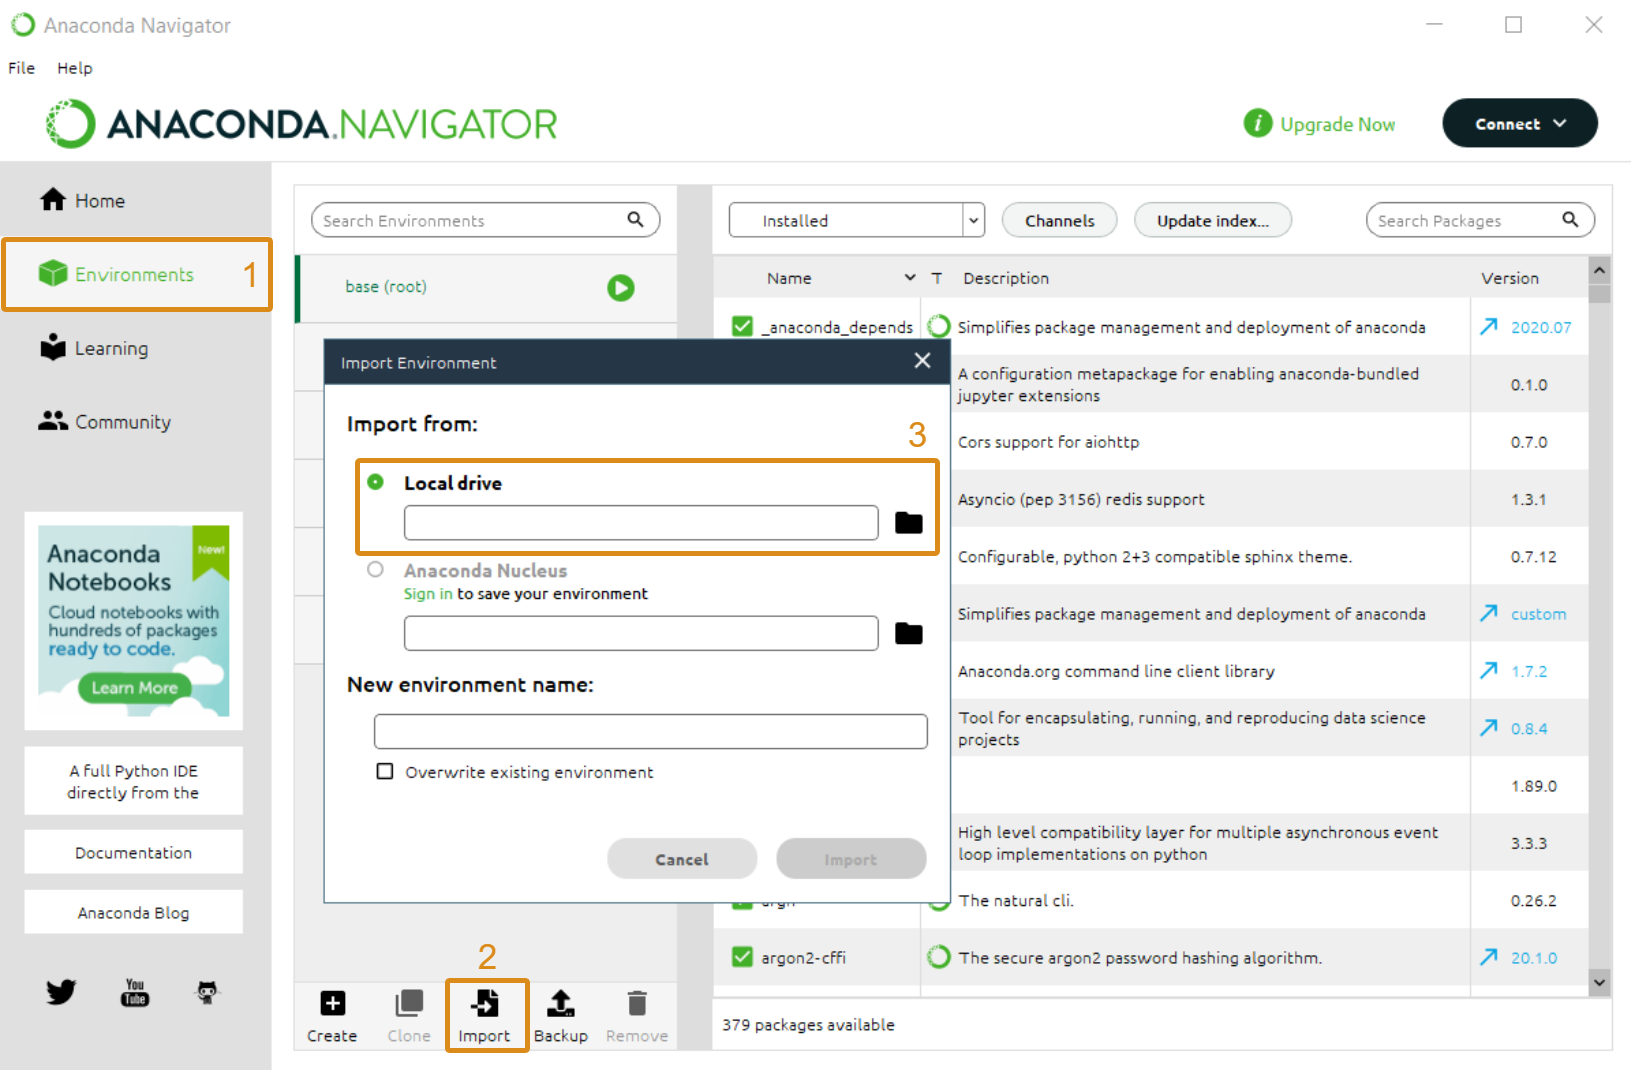 Anaconda Navigator
File Help
ANACONDA.NAVIGATOR
i Upgrade Now
Connect
Home
Environments 1
Learning
Community
Anaconda
Notebooks
New!
Cloud notebooks with
hundreds of packages
ready to code.
Learn More
A full Python IDE
directly from the
Documentation
Anaconda Blog
You
Tube
Search Environments
base (root)
Import Environment
Import from:
3
Local drive
Anaconda Nucleus
Sign in to save your environment
New environment name:
Overwrite existing environment
Cancel Import
2
Create Clone Import Backup Remove
Installed Channels Update index... Search Packages
Name T Description Version
_anaconda_depends Simplifies package management and deployment of anaconda 2020.07
A configuration metapackage for enabling anaconda-bundled
jupyter extensions 0.1.0
Cors support for aiohttp 0.7.0
Asyncio (pep 3156) redis support 1.3.1
Configurable, python 2+3 compatible sphinx theme. 0.7.12
Simplifies package management and deployment of anaconda custom
Anaconda.org command line client library 1.7.2
Tool for encapsulating, running, and reproducing data science
projects 0.8.4
1.89.0
High level compatibility layer for multiple asynchronous event
loop implementations on python 3.3.3
The natural cli. 0.26.2
argon2-cffi The secure argon2 password hashing algorithm. 20.1.0
379 packages available